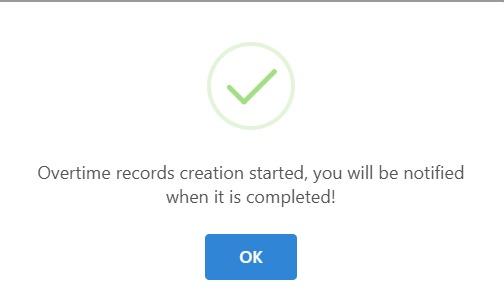 Overtime records creation started, you will be notified
when it is completed!
OK